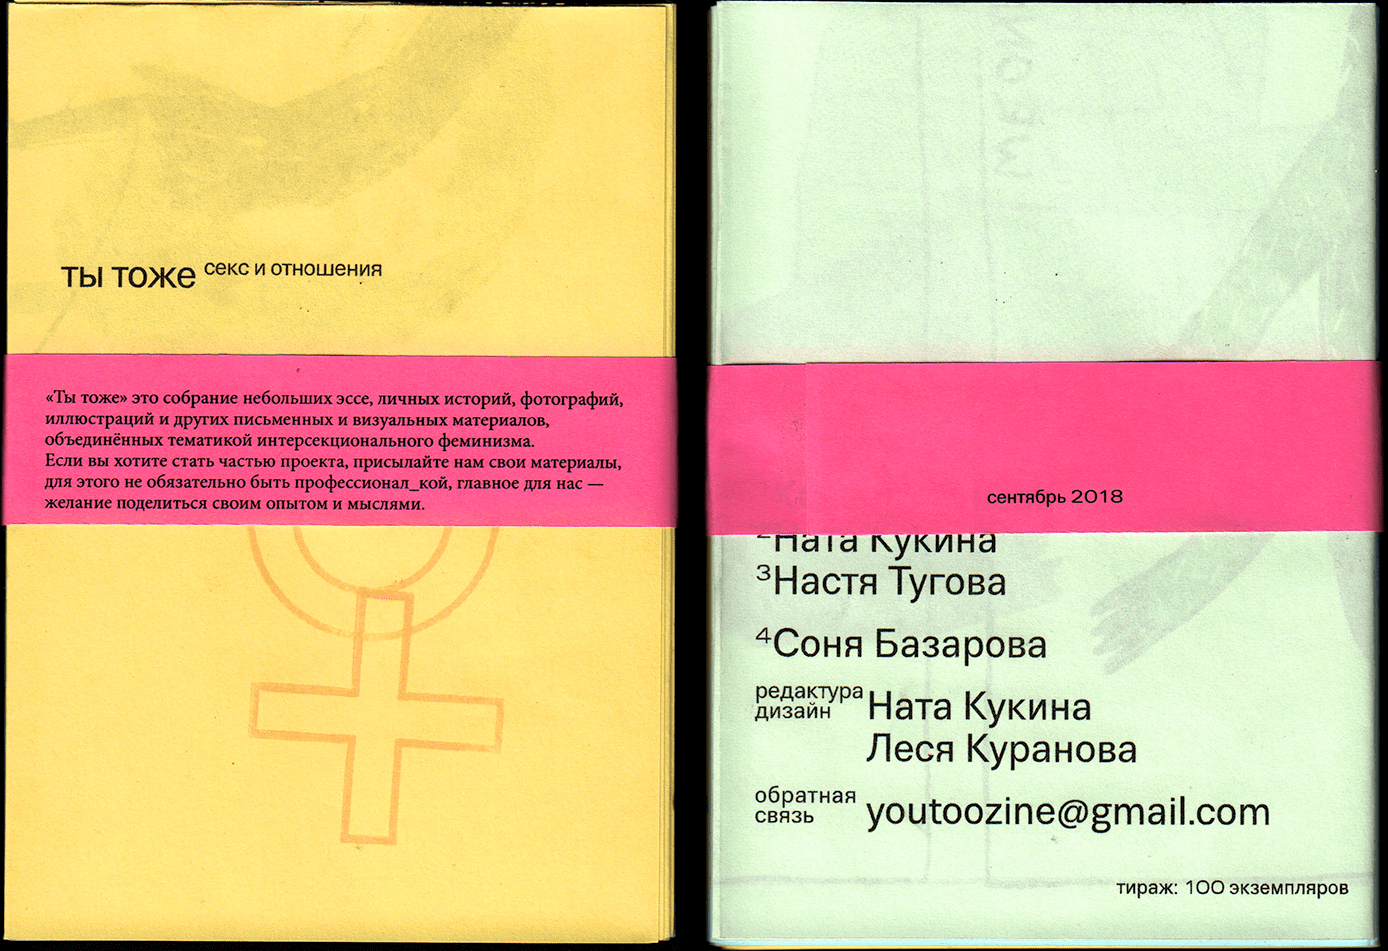 ты тоже секс и отношения
«Ты тоже» это собрание небольших эссе, личных историй, фотографий,
иллюстраций и других письменных и визуальных материалов,
объединённых тематикой интерсекционального феминизма.
Если вы хотите стать частью проекта, присылайте нам свои материалы,
для этого не обязательно быть профессионал_кой, главное для нас —
желание поделиться своим опытом и мыслями.
сентябрь 2018
2Ната Кукина
3Настя Тугова
4Соня Базарова
редактура
дизайн Ната Кукина
Леся Куранова
обратная
связь youtoozine@gmail.com
тираж: 100 экземпляров